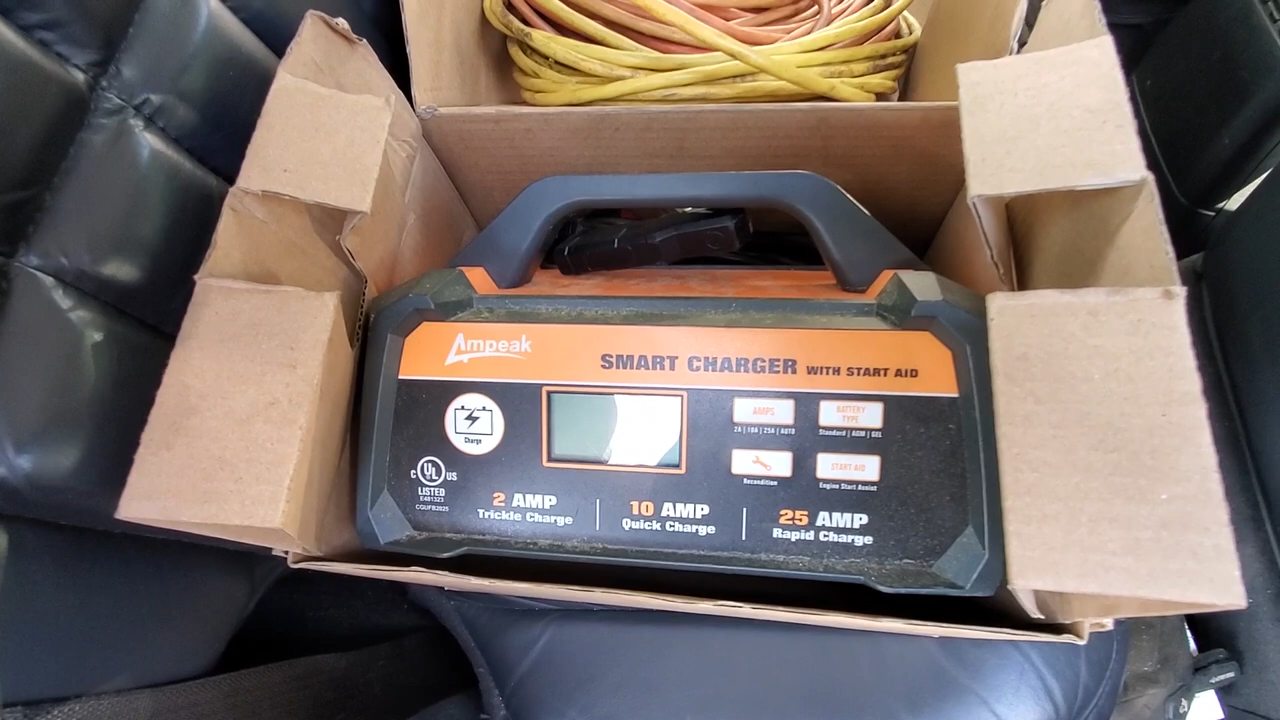 Ampeak
SMART CHARGER WITH START AID
Charge
AMPS
2A | 10A | 25A | AUTO
BATTERY
TYPE
Standard | AGM | GEL
Recondition
START AID
Engine Start Assist
C UL US
LISTED
E481323
CGUFB2025
2 AMP
Trickle Charge
10 AMP
Quick Charge
25 AMP
Rapid Charge